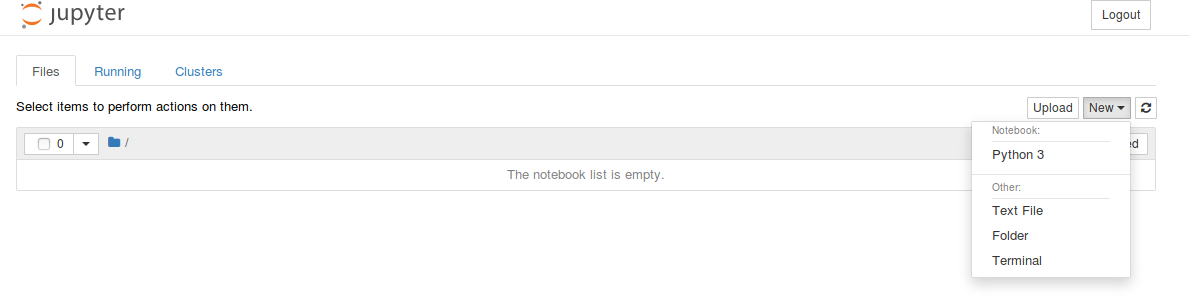 jupyter
Logout
Files Running Clusters
Select items to perform actions on them.
Upload New
0 /
The notebook list is empty.
Notebook:
Python 3
Other:
Text File
Folder
Terminal